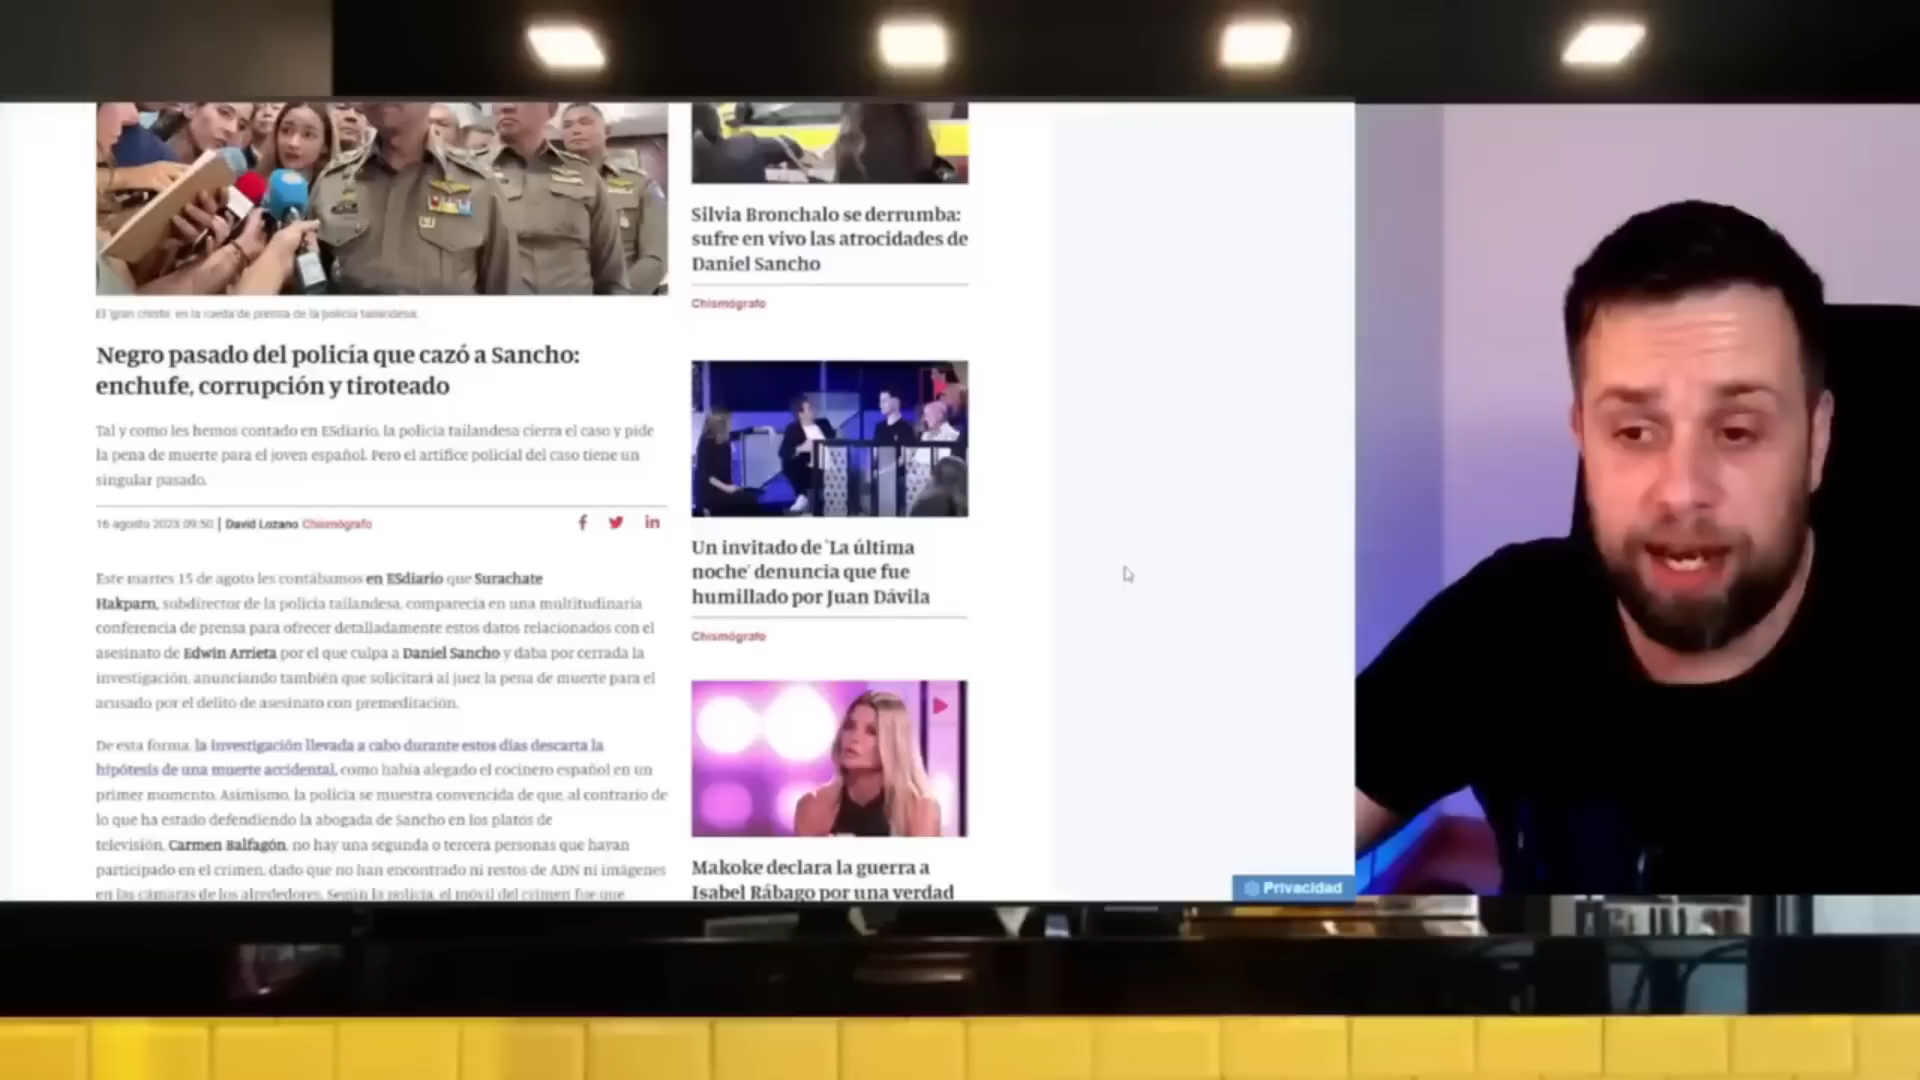 El 'gran chiste, en la rueda de prensa de la policía tailandesa.
Negro pasado del policía que cazó a Sancho:
enchufe, corrupción y tiroteado
Tal y como les hemos contado en ESdiario, la policía tailandesa cierra el caso y pide
la pena de muerte para el joven español. Pero el artífice policial del caso tiene un
singular pasado.
16 agosto 2023 09:50 | David Lozano Chismógrafo
Este martes 15 de agoto les contábamos en ESdiario que Surachate
Hakparn, subdirector de la policía tailandesa, comparecía en una multitudinaria
conferencia de prensa para ofrecer detalladamente estos datos relacionados con el
asesinato de Edwin Arrieta por el que culpa a Daniel Sancho y daba por cerrada la
investigación, anunciando también que solicitará al juez la pena de muerte para el
acusado por el delito de asesinato con premeditación.
De esta forma, la investigación llevada a cabo durante estos días descarta la
hipótesis de una muerte accidental, como había alegado el cocinero español en un
primer momento. Asimismo, la policía se muestra convencida de que, al contrario de
lo que ha estado defendiendo la abogada de Sancho en los platós de
televisión, Carmen Balfagón, no hay una segunda o tercera personas que hayan
participado en el crimen, dado que no han encontrado ni restos de ADN ni imágenes
en las cámaras de los alrededores. Según la policía, el móvil del crimen fue que
Silvia Bronchalo se derrumba:
sufre en vivo las atrocidades de
Daniel Sancho
Chismógrafo
Un invitado de 'La última
noche' denuncia que fue
humillado por Juan Dávila
Chismógrafo
Makoke declara la guerra a
Isabel Rábago por una verdad
Privacidad